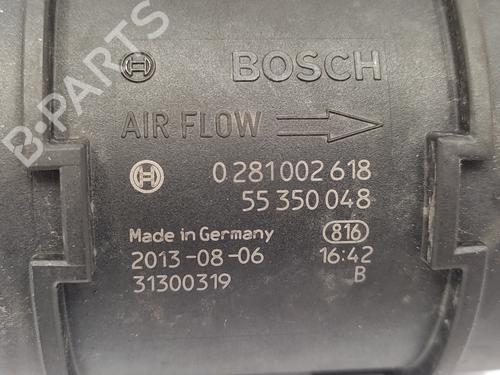 BOSCH
AIR FLOW
0 281 002 618
55 350 048
Made in Germany 816
2013-08-06 16:42
31300319 B
B-PARTS